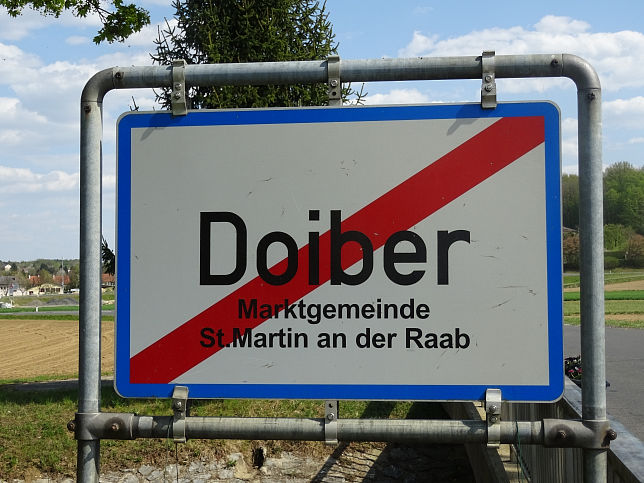 Doiber
Marktgemeinde
St.Martin an der Raab